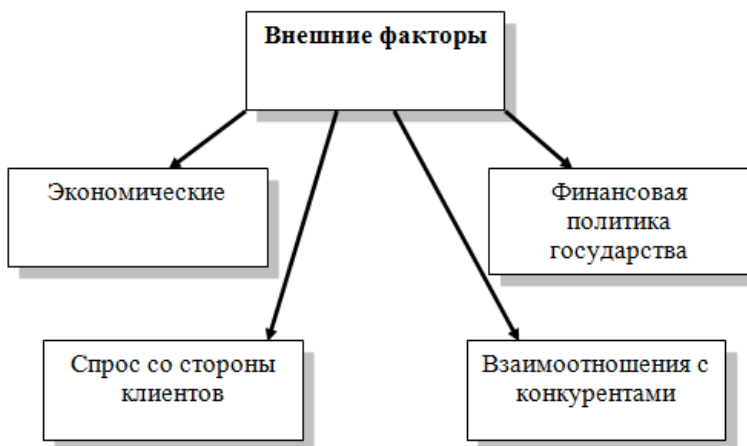 Внешние факторы
Экономические
Финансовая
политика
государства
Спрос со стороны
клиентов
Взаимоотношения с
конкурентами